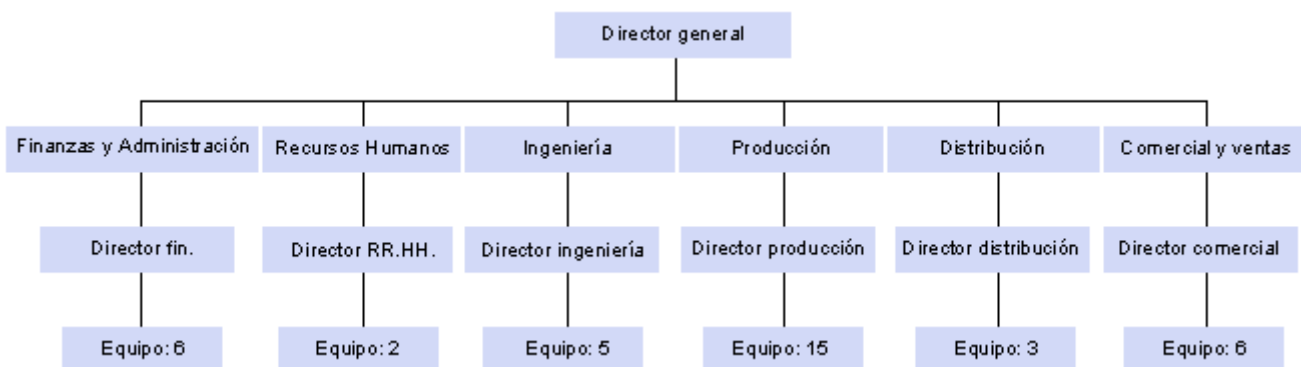 Director general
Finanzas y Administración
Recursos Humanos
Ingeniería
Producción
Distribución
Comercial y ventas
Director fin.
Director RR.HH.
Director ingeniería
Director producción
Director distribución
Director comercial
Equipo: 6
Equipo: 2
Equipo: 5
Equipo: 15
Equipo: 3
Equipo: 6